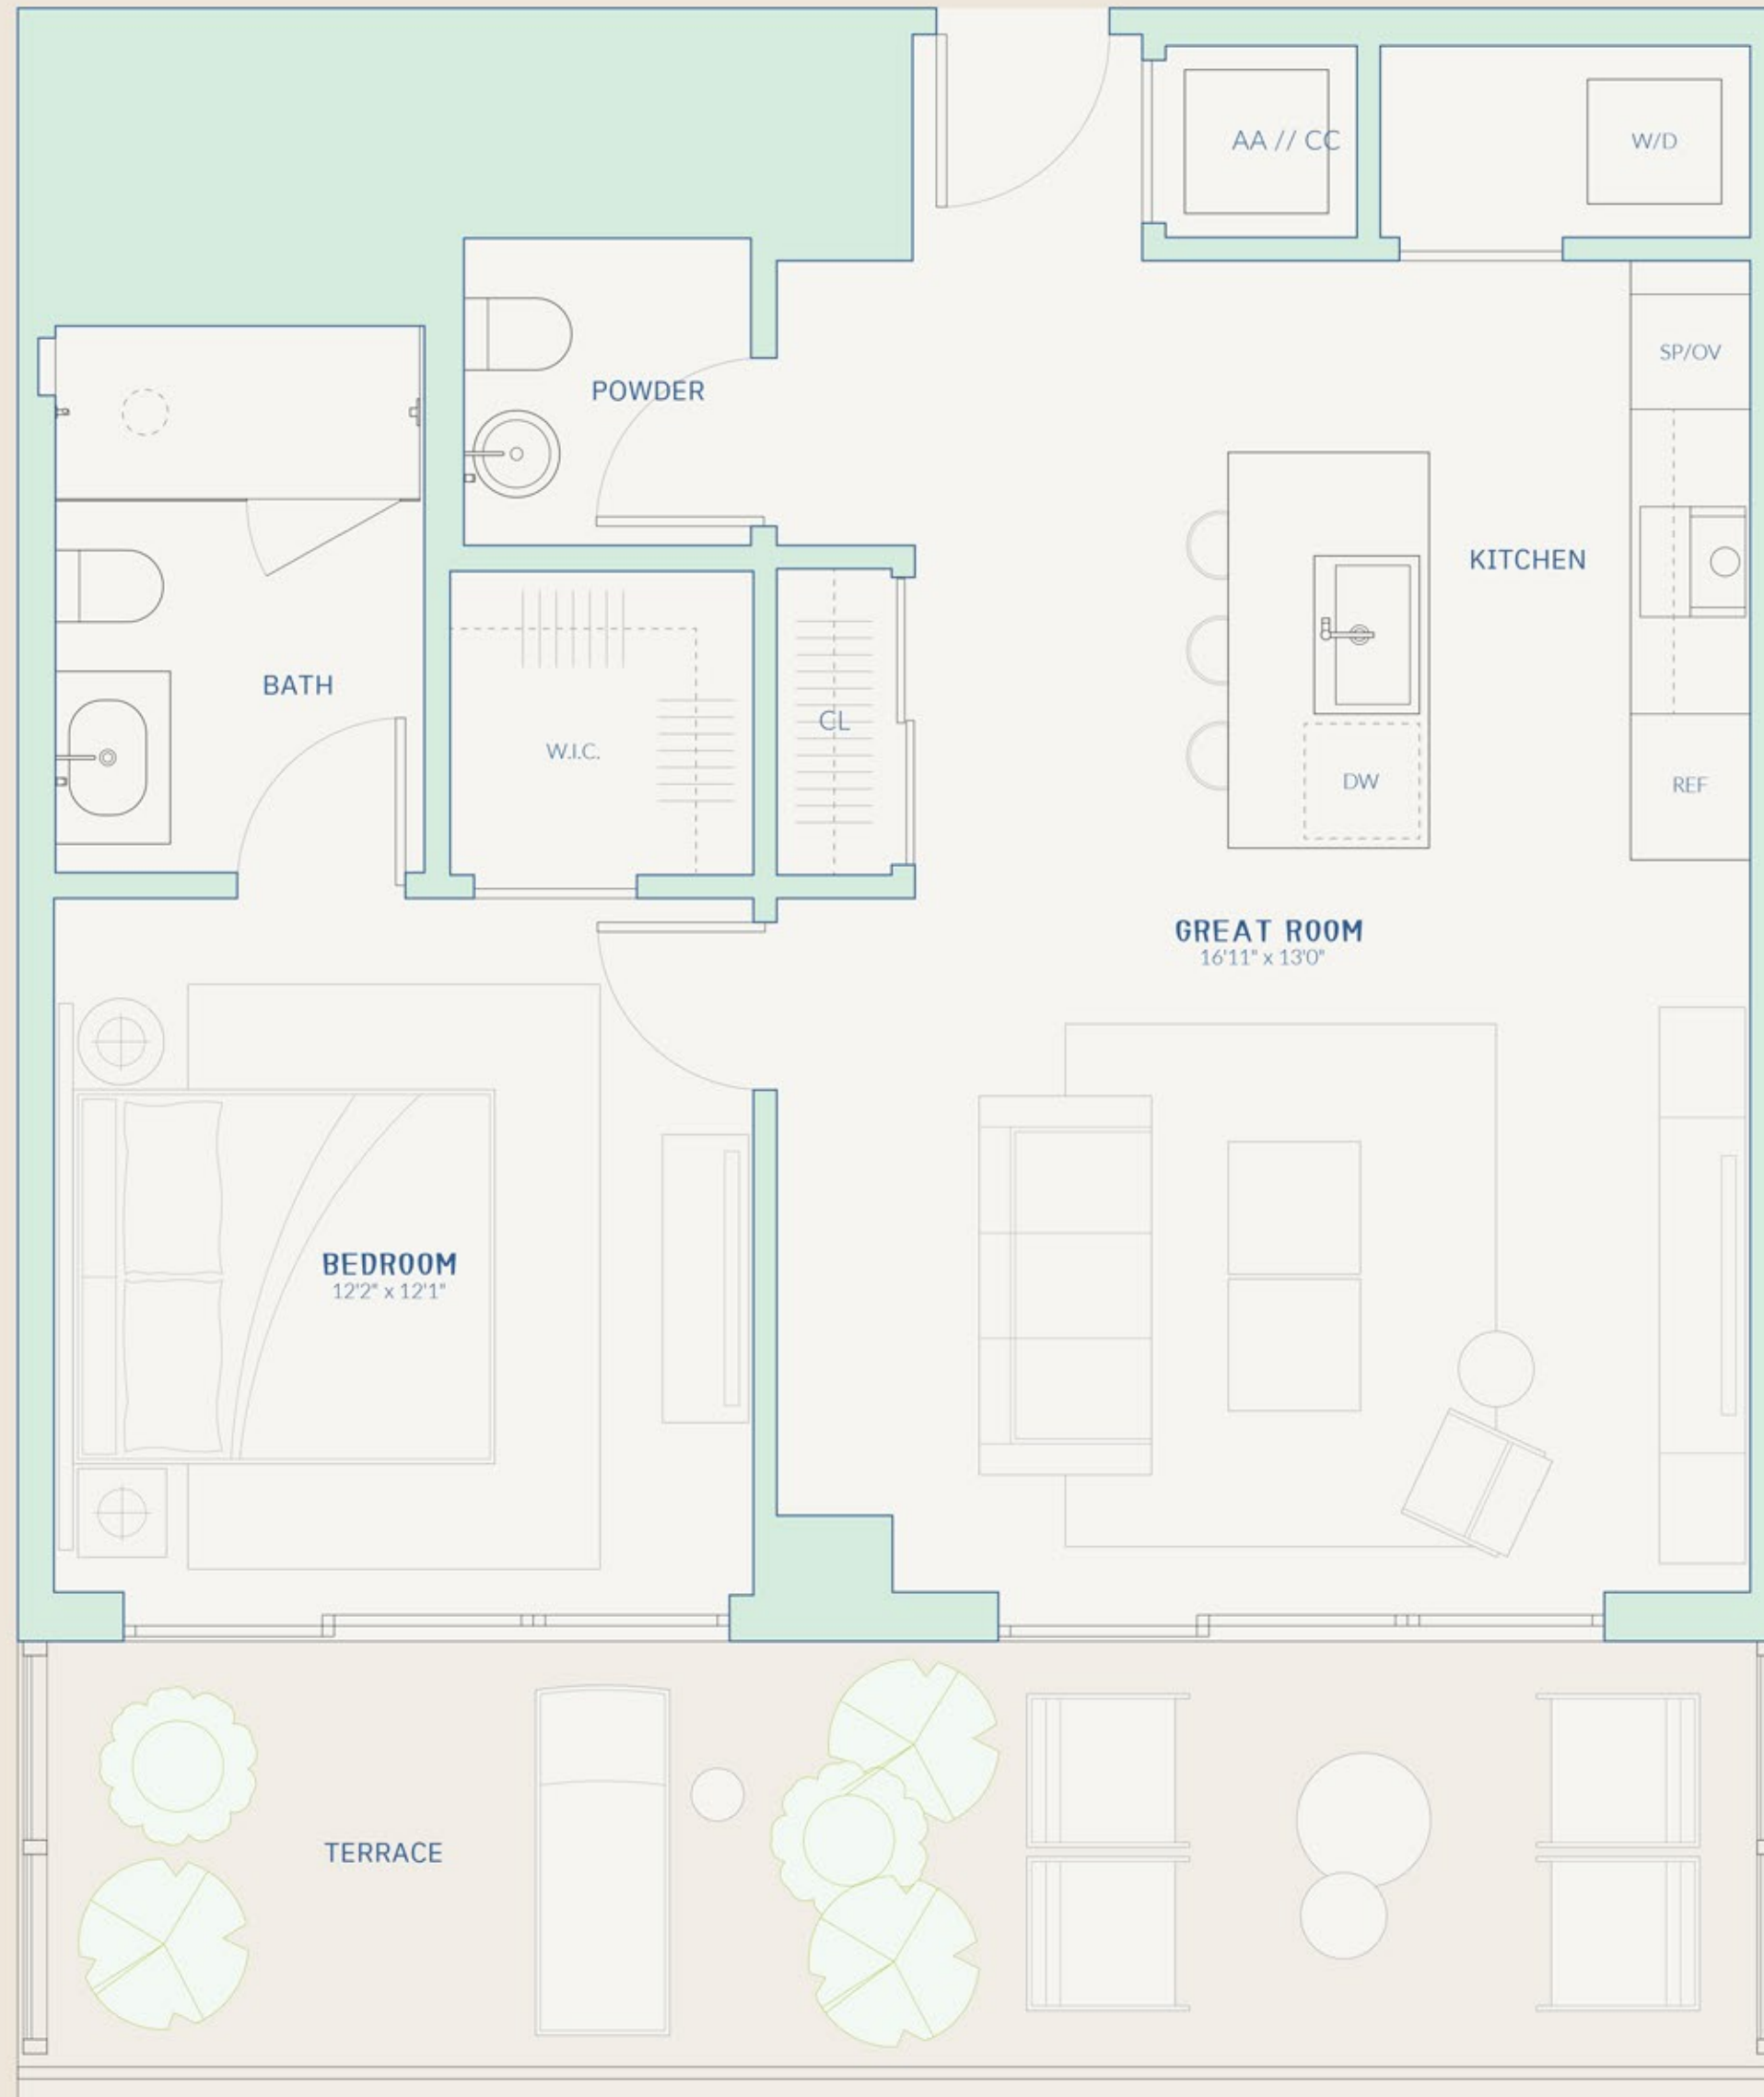 AA // CC
W/D
SP/OV
POWDER
KITCHEN
BATH
W.I.C.
CL
DW
REF
GREAT ROOM
16'11" x 13'0"
BEDROOM
12'2" x 12'1"
TERRACE